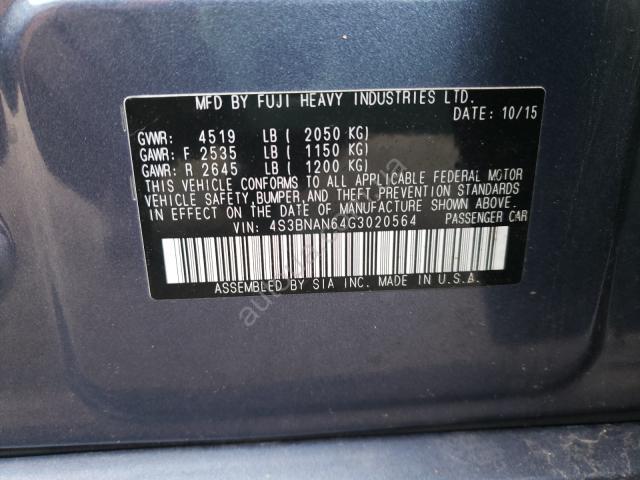 MFD BY FUJI HEAVY INDUSTRIES LTD.
DATE: 10/15
GVWR: 4519 LB ( 2050 KG)
GAWR: F 2535 LB ( 1150 KG)
GAWR: R 2645 LB ( 1200 KG)
THIS VEHICLE CONFORMS TO ALL APPLICABLE FEDERAL MOTOR
VEHICLE SAFETY, BUMPER, AND THEFT PREVENTION STANDARDS
IN EFFECT ON THE DATE OF MANUFACTURE SHOWN ABOVE.
VIN: 4S3BNAN64G3020564 PASSENGER CAR
ASSEMBLED BY SIA INC. MADE IN U.S.A.